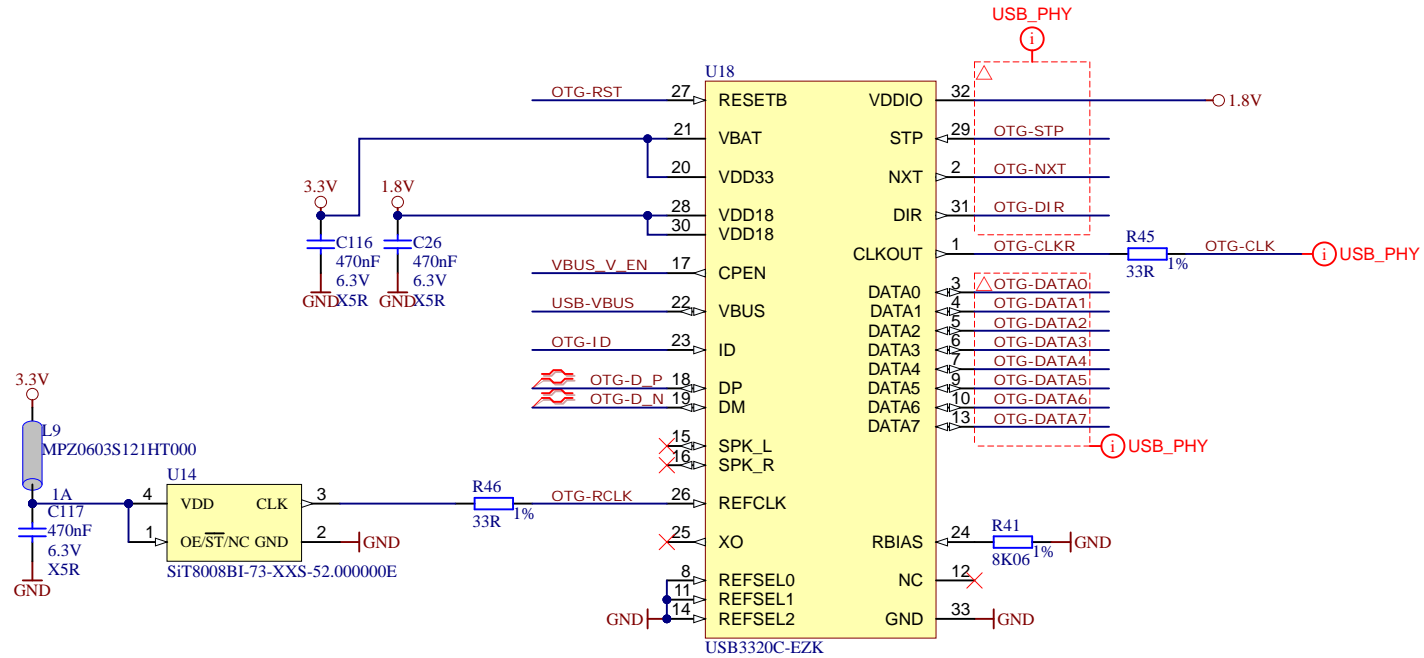 USB_PHY
i
U18
OTG-RST 27 RESETB VDDIO 32 1.8V
21 VBAT STP 29 OTG-STP
20 VDD33 NXT 2 OTG-NXT
3.3V 1.8V
28 VDD18 DIR 31 OTG-DIR
30 VDD18
C116 C26
470nF 470nF
6.3V 6.3V
X5R X5R
GND GND
CLKOUT 1 OTG-CLKR R45 OTG-CLK i USB_PHY
33R 1%
VBUS_V_EN 17 CPEN
DATA0 3 OTG-DATA0
USB-VBUS 22 VBUS DATA1 4 OTG-DATA1
DATA2 5 OTG-DATA2
OTG-ID 23 ID DATA3 6 OTG-DATA3
DATA4 7 OTG-DATA4
OTG-D_P 18 DP DATA5 9 OTG-DATA5
OTG-D_N 19 DM DATA6 10 OTG-DATA6
DATA7 13 OTG-DATA7
i USB_PHY
15 SPK_L
16 SPK_R
3.3V
L9
MPZ0603S121HT000
U14
1A 4 VDD CLK 3 R46 OTG-RCLK 26 REFCLK
33R 1%
C117
470nF
6.3V
X5R
GND
1 OE/ST/NC GND 2 GND
SiT8008BI-73-XXS-52.000000E
25 XO RBIAS 24 R41 GND
8K06 1%
8 REFSEL0 NC 12
11 REFSEL1
GND 14 REFSEL2 GND 33 GND
USB3320C-EZK